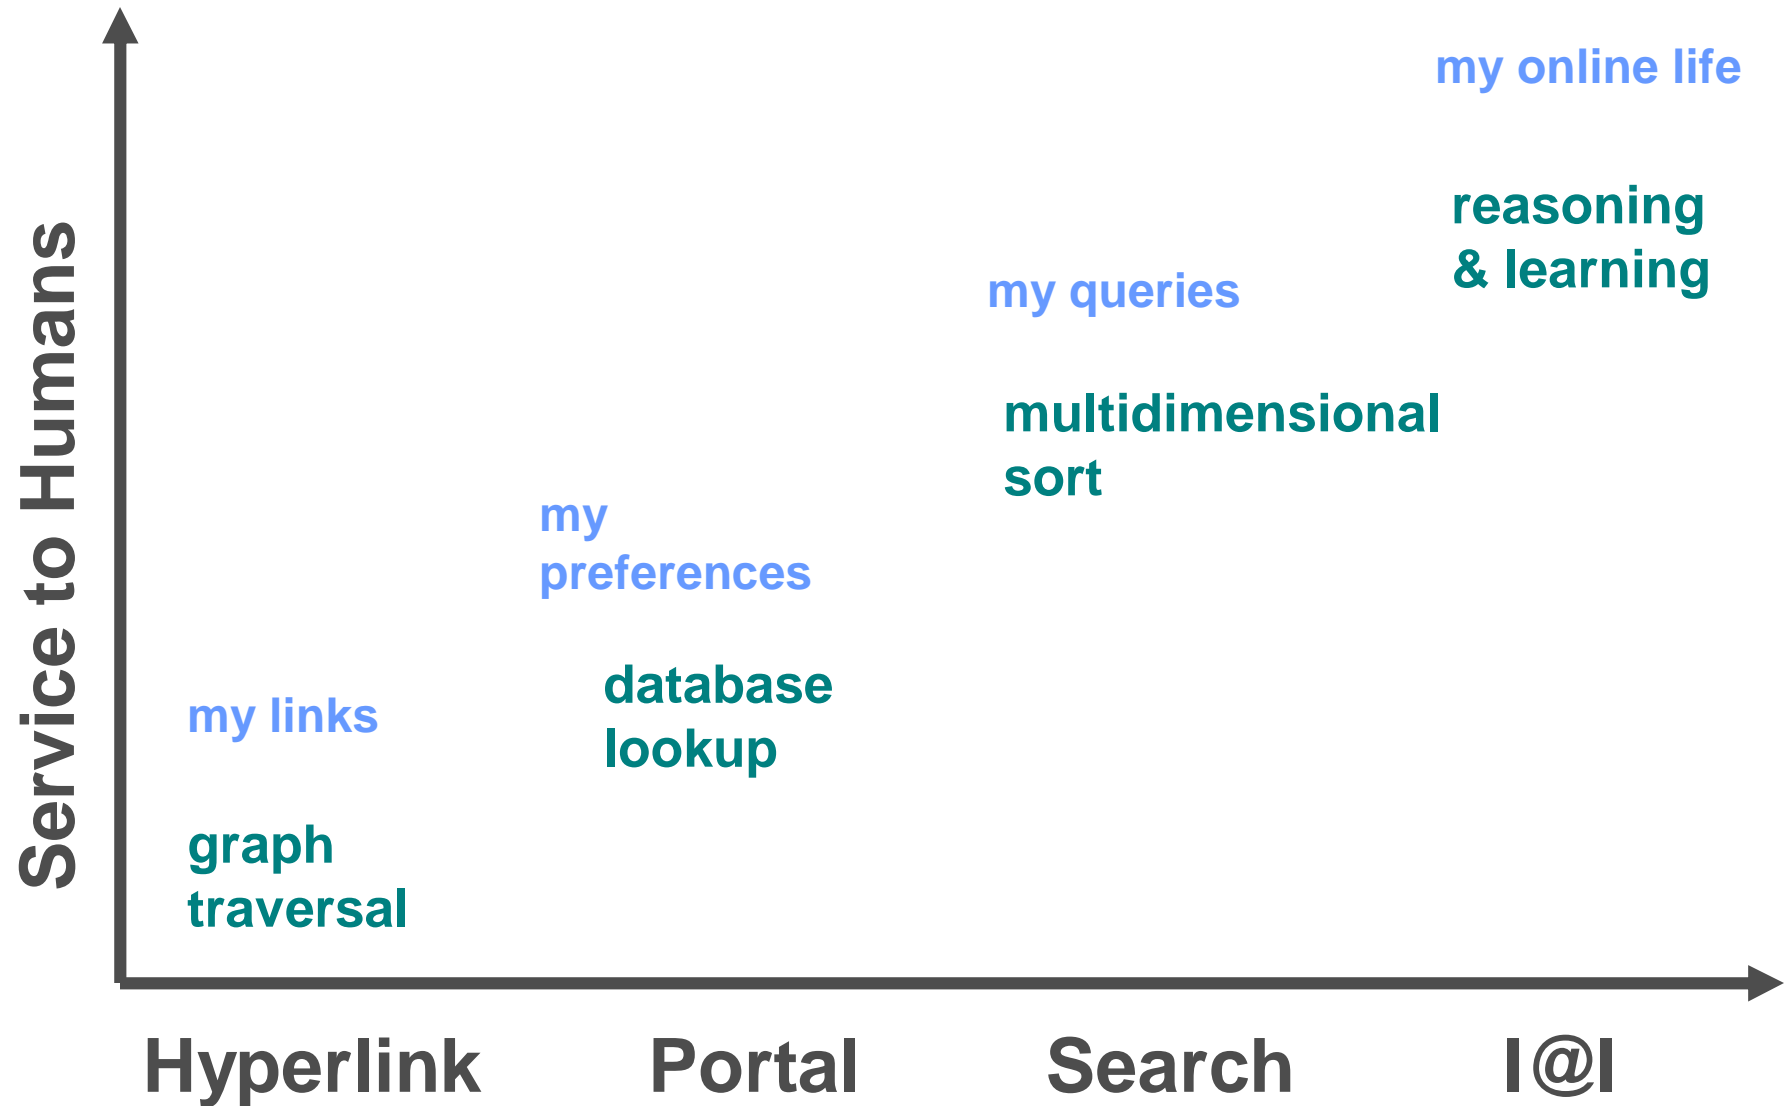 Service to Humans
my online life
reasoning
& learning
my queries
multidimensional
sort
my
preferences
database
lookup
my links
graph
traversal
Hyperlink
Portal
Search
I@I